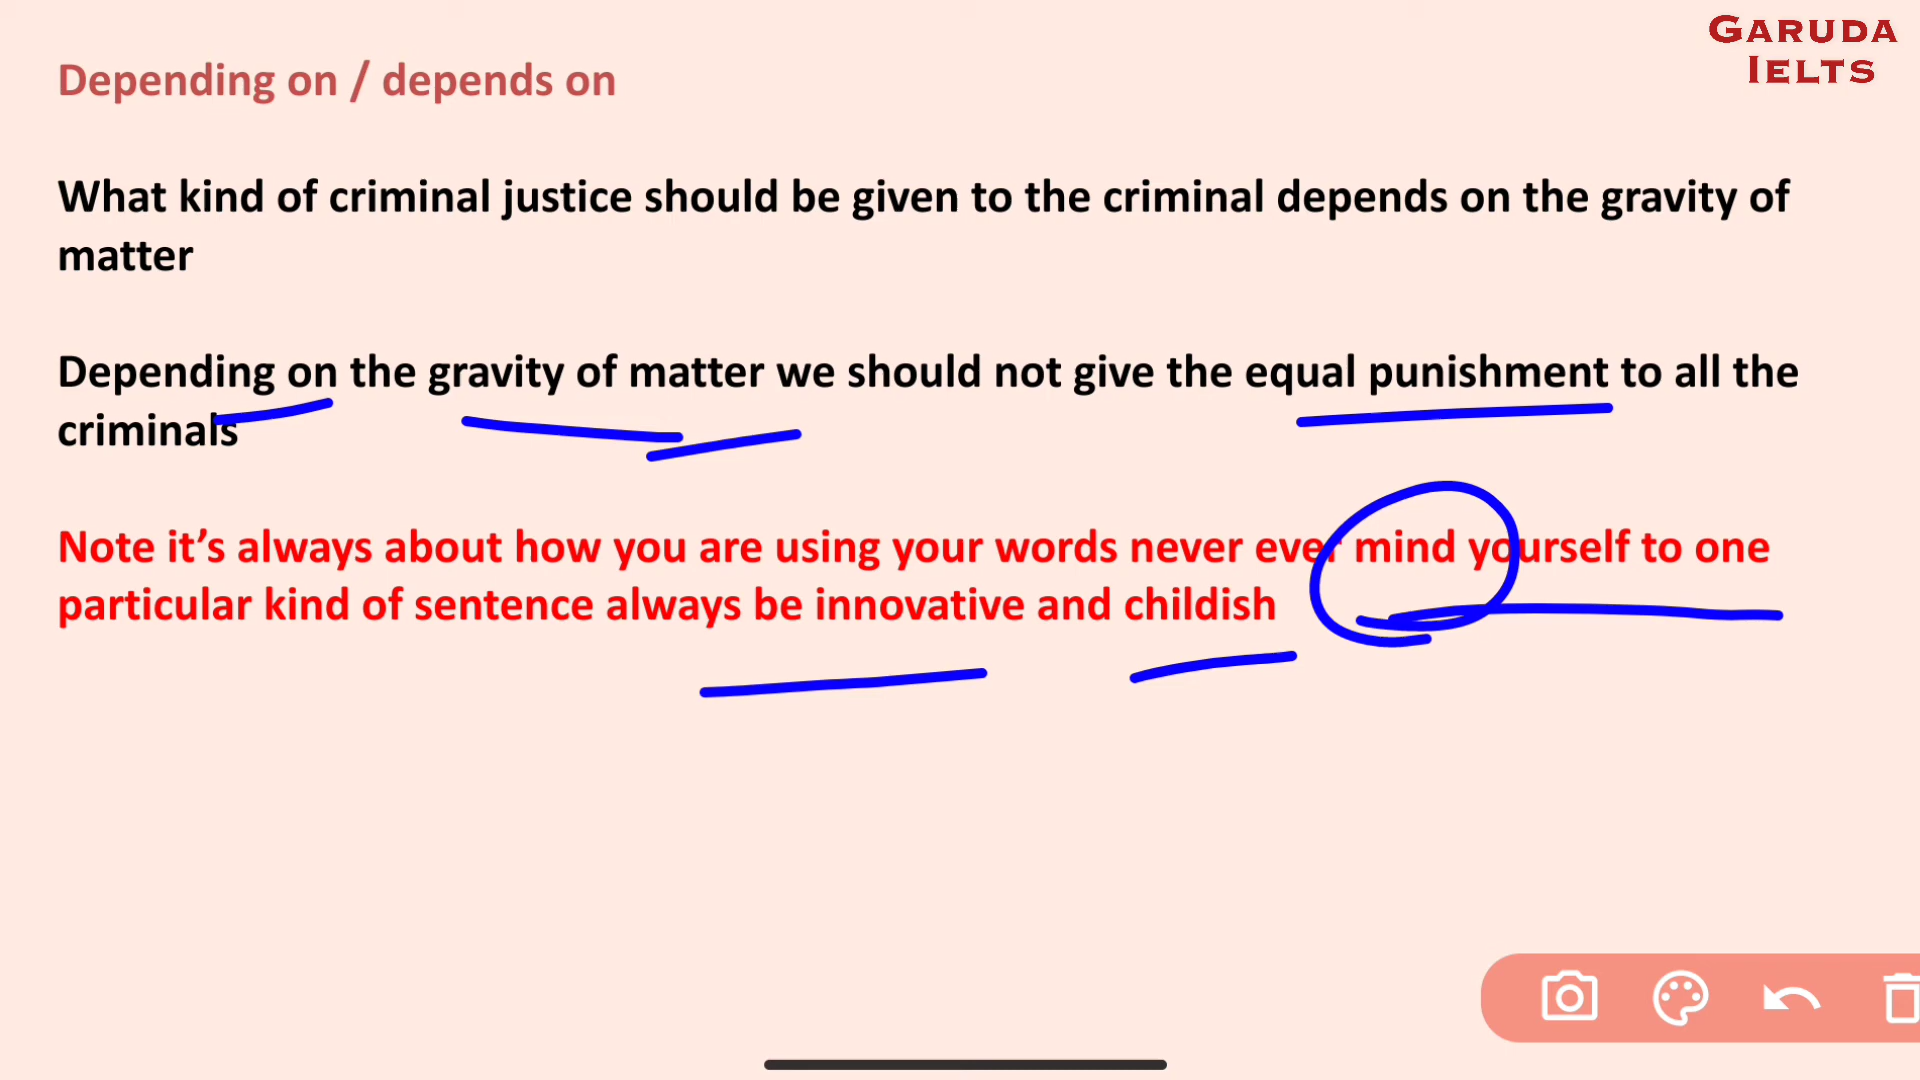 GARUDA
IELTS
Depending on / depends on
What kind of criminal justice should be given to the criminal depends on the gravity of
matter
Depending on the gravity of matter we should not give the equal punishment to all the
criminals
Note it’s always about how you are using your words never ever mind yourself to one
particular kind of sentence always be innovative and childish